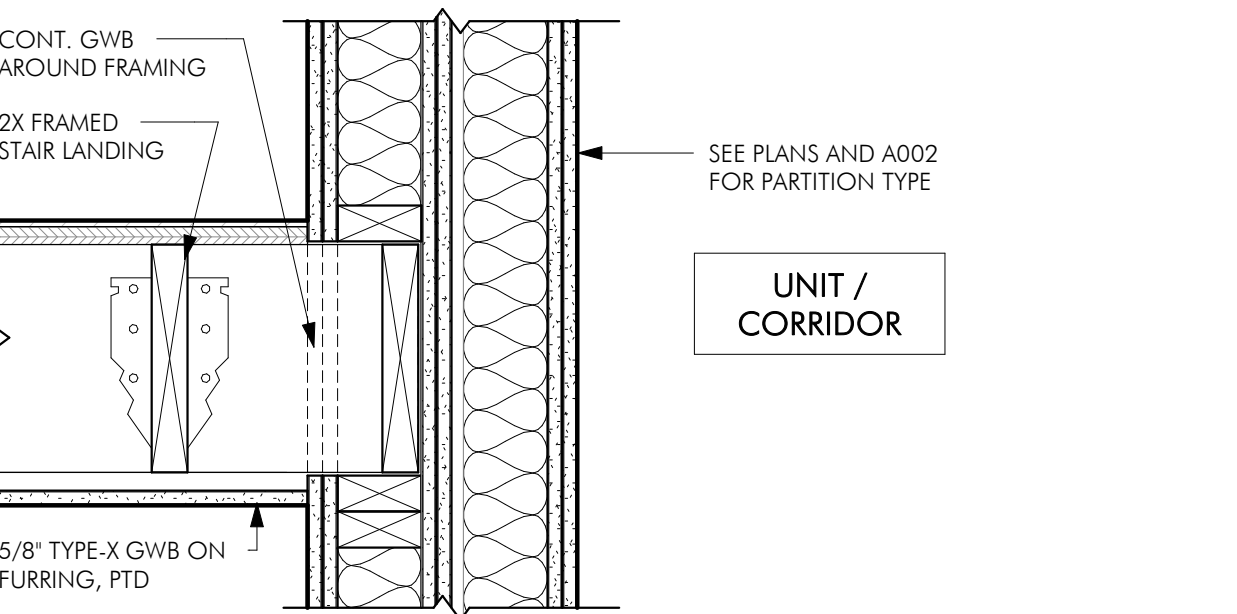 CONT. GWB
AROUND FRAMING
2X FRAMED
STAIR LANDING
SEE PLANS AND A002
FOR PARTITION TYPE
UNIT /
CORRIDOR
5/8" TYPE-X GWB ON
FURRING, PTD